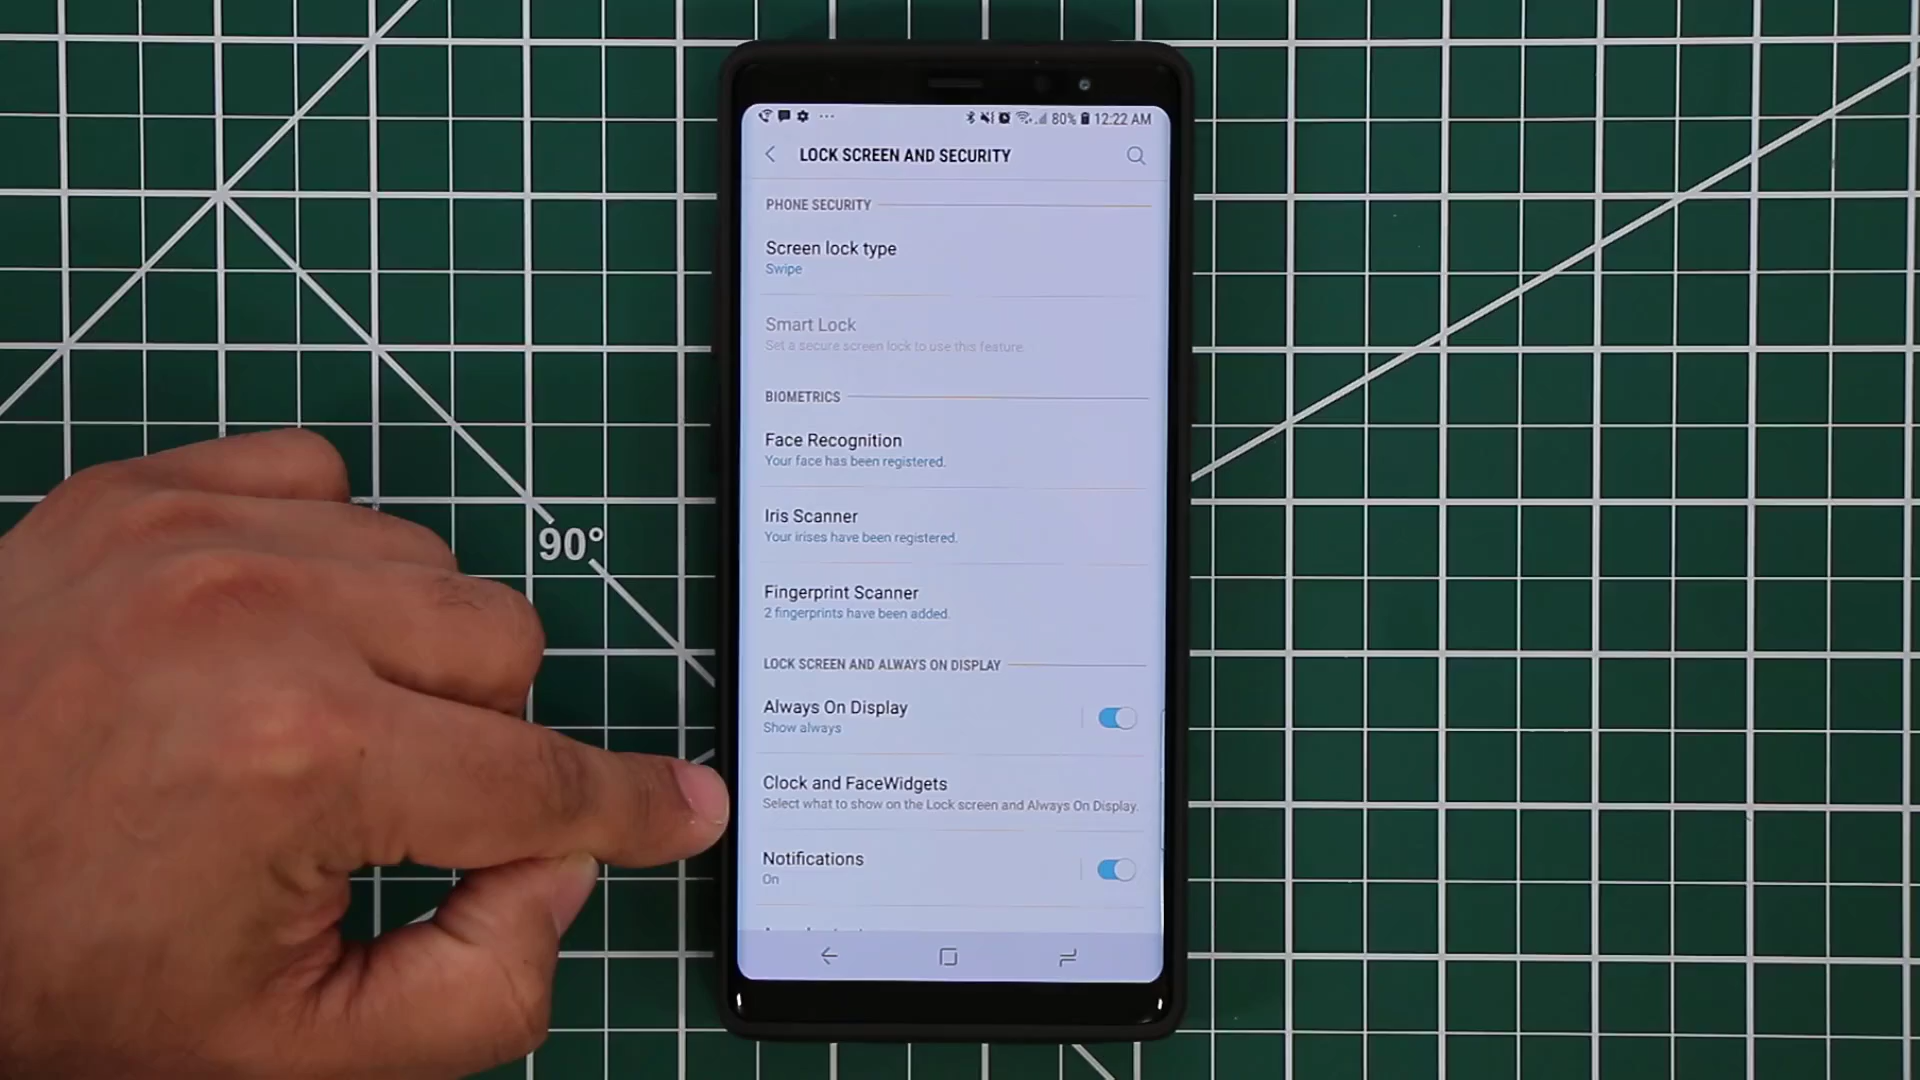 80% 12:22 AM
LOCK SCREEN AND SECURITY
PHONE SECURITY
Screen lock type
Swipe
Smart Lock
Set a secure screen lock to use this feature.
BIOMETRICS
Face Recognition
Your face has been registered.
Iris Scanner
Your irises have been registered.
90°
Fingerprint Scanner
2 fingerprints have been added.
LOCK SCREEN AND ALWAYS ON DISPLAY
Always On Display
Show always
Clock and FaceWidgets
Select what to show on the Lock screen and Always On Display.
Notifications
On